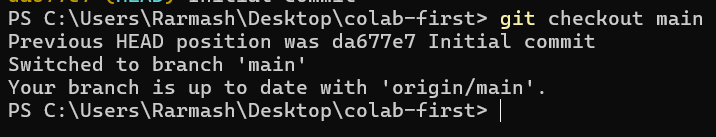 PS C:\Users\Rarmash\Desktop\colab-first> git checkout main
Previous HEAD position was da677e7 Initial commit
Switched to branch 'main'
Your branch is up to date with 'origin/main'.
PS C:\Users\Rarmash\Desktop\colab-first>